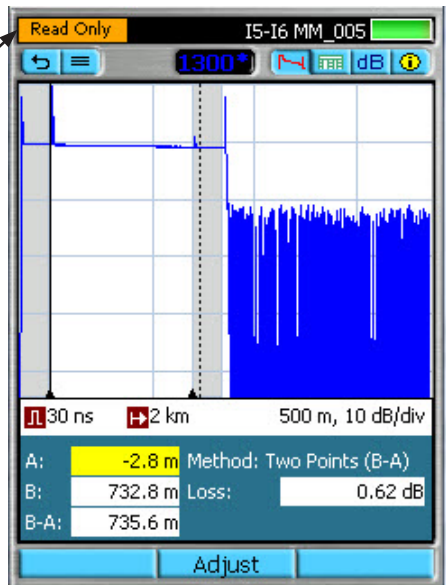 Read Only I5-I6 MM_005
1300* dB
30 ns 2 km 500 m, 10 dB/div
A: -2.8 m Method: Two Points (B-A)
B: 732.8 m Loss: 0.62 dB
B-A: 735.6 m
Adjust